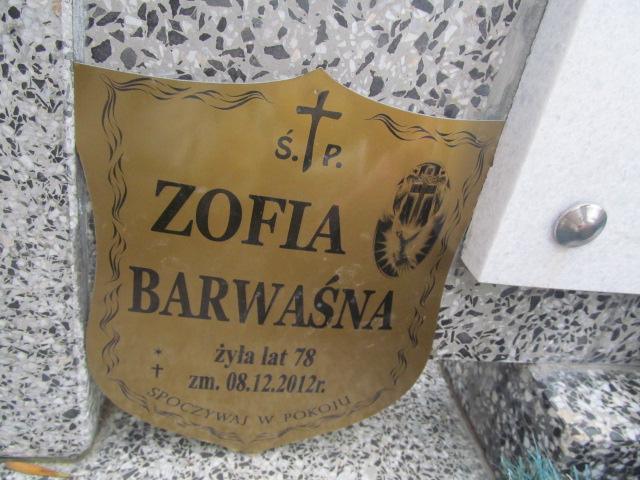 Ś. P.
ZOFIA
BARWAŚNA
* żyła lat 78
✝ zm. 08.12.2012r.
SPOCZYWAJ W POKOJU